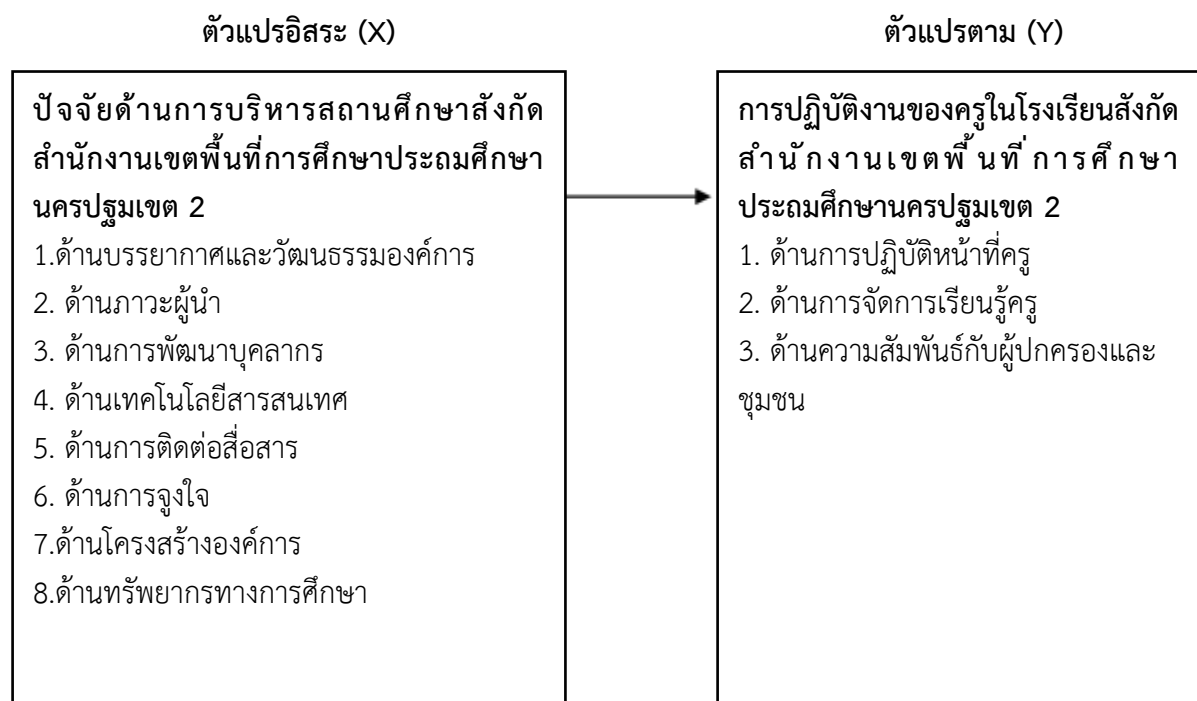 ตัวแปรอิสระ (X)
ปัจจัยด้านการบริหารสถานศึกษาสังกัด
สำนักงานเขตพื้นที่การศึกษาประถมศึกษา
นครปฐมเขต 2
1.ด้านบรรยากาศและวัฒนธรรมองค์การ
2. ด้านภาวะผู้นำ
3. ด้านการพัฒนาบุคลากร
4. ด้านเทคโนโลยีสารสนเทศ
5. ด้านการติดต่อสื่อสาร
6. ด้านการจูงใจ
7.ด้านโครงสร้างองค์การ
8.ด้านทรัพยากรทางการศึกษา
ตัวแปรตาม (Y)
การปฏิบัติงานของครูในโรงเรียนสังกัด
สำนักงานเขตพื้นที่การศึกษา
ประถมศึกษานครปฐมเขต 2
1. ด้านการปฏิบัติหน้าที่ครู
2. ด้านการจัดการเรียนรู้ครู
3. ด้านความสัมพันธ์กับผู้ปกครองและ
ชุมชน